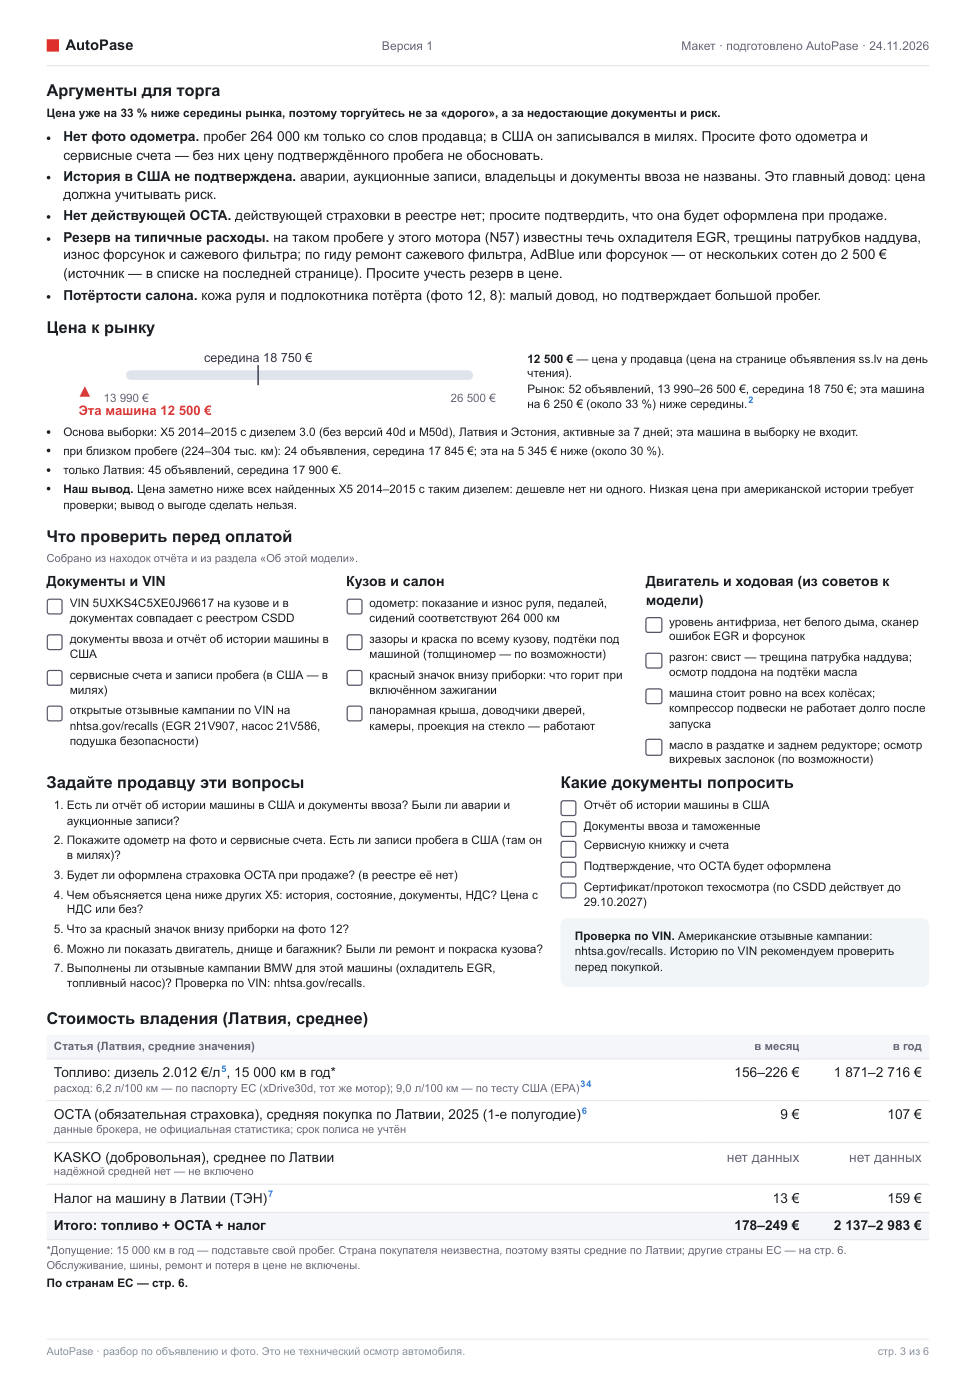 AutoPase
Версия 1
Макет · подготовлено AutoPase · 24.11.2026
Аргументы для торга
Цена уже на 33 % ниже середины рынка, поэтому торгуйтесь не за «дорого», а за недостающие документы и риск.
• Нет фото одометра. пробег 264 000 км только со слов продавца; в США он записывался в милях. Просите фото одометра и
сервисные счета — без них цену подтверждённого пробега не обосновать.
• История в США не подтверждена. аварии, аукционные записи, владельцы и документы ввоза не названы. Это главный довод: цена
должна учитывать риск.
• Нет действующей ОСТА. действующей страховки в реестре нет; просите подтвердить, что она будет оформлена при продаже.
• Резерв на типичные расходы. на таком пробеге у этого мотора (N57) известны течь охладителя EGR, трещины патрубков наддува,
износ форсунок и сажевого фильтра; по гиду ремонт сажевого фильтра, AdBlue или форсунок — от нескольких сотен до 2 500 €
(источник — в списке на последней странице). Просите учесть резерв в цене.
• Потёртости салона. кожа руля и подлокотника потёрта (фото 12, 8): малый довод, но подтверждает большой пробег.
Цена к рынку
середина 18 750 €
13 990 €
26 500 €
Эта машина 12 500 €
12 500 € — цена у продавца (цена на странице объявления ss.lv на день
чтения).
Рынок: 52 объявлений, 13 990–26 500 €, середина 18 750 €; эта машина
на 6 250 € (около 33 %) ниже середины.2
• Основа выборки: X5 2014–2015 с дизелем 3.0 (без версий 40d и M50d), Латвия и Эстония, активные за 7 дней; эта машина в выборку не входит.
• при близком пробеге (224–304 тыс. км): 24 объявления, середина 17 845 €; эта на 5 345 € ниже (около 30 %).
• только Латвия: 45 объявлений, середина 17 900 €.
• Наш вывод. Цена заметно ниже всех найденных X5 2014–2015 с таким дизелем: дешевле нет ни одного. Низкая цена при американской истории требует
проверки; вывод о выгоде сделать нельзя.
Что проверить перед оплатой
Собрано из находок отчёта и из раздела «Об этой модели».
Документы и VIN
VIN 5UXKS4C5XE0J96617 на кузове и в
документах совпадает с реестром CSDD
документы ввоза и отчёт об истории машины в
США
сервисные счета и записи пробега (в США — в
милях)
открытые отзывные кампании по VIN на
nhtsa.gov/recalls (EGR 21V907, насос 21V586,
подушка безопасности)
Кузов и салон
одометр: показание и износ руля, педалей,
сидений соответствуют 264 000 км
зазоры и краска по всему кузову, подтёки под
машиной (толщиномер — по возможности)
красный значок внизу приборки: что горит при
включённом зажигании
панорамная крыша, доводчики дверей,
камеры, проекция на стекло — работают
Двигатель и ходовая (из советов к
модели)
уровень антифриза, нет белого дыма, сканер
ошибок EGR и форсунок
разгон: свист — трещина патрубка наддува;
осмотр поддона на подтёки масла
машина стоит ровно на всех колёсах;
компрессор подвески не работает долго после
запуска
масло в раздатке и заднем редукторе; осмотр
вихревых заслонок (по возможности)
Задайте продавцу эти вопросы
1. Есть ли отчёт об истории машины в США и документы ввоза? Были ли аварии и
аукционные записи?
2. Покажите одометр на фото и сервисные счета. Есть ли записи пробега в США (там он
в милях)?
3. Будет ли оформлена страховка ОСТА при продаже? (в реестре её нет)
4. Чем объясняется цена ниже других X5: история, состояние, документы, НДС? Цена с
НДС или без?
5. Что за красный значок внизу приборки на фото 12?
6. Можно ли показать двигатель, днище и багажник? Были ли ремонт и покраска кузова?
7. Выполнены ли отзывные кампании BMW для этой машины (охладитель EGR,
топливный насос)? Проверка по VIN: nhtsa.gov/recalls.
Какие документы попросить
Отчёт об истории машины в США
Документы ввоза и таможенные
Сервисную книжку и счета
Подтверждение, что ОСТА будет оформлена
Сертификат/протокол техосмотра (по CSDD действует до
29.10.2027)
Проверка по VIN. Американские отзывные кампании:
nhtsa.gov/recalls. Историю по VIN рекомендуем проверить
перед покупкой.
Стоимость владения (Латвия, среднее)
Статья (Латвия, средние значения) в месяц в год
Топливо: дизель 2.012 €/л5, 15 000 км в год* 156–226 € 1 871–2 716 €
расход: 6,2 л/100 км — по паспорту ЕС (xDrive30d, тот же мотор); 9,0 л/100 км — по тесту США (EPA)34
ОСТА (обязательная страховка), средняя покупка по Латвии, 2025 (1-е полугодие)6 9 € 107 €
данные брокера, не официальная статистика; срок полиса не учтён
KASKO (добровольная), среднее по Латвии нет данных нет данных
надёжной средней нет — не включено
Налог на машину в Латвии (ТЭН)7 13 € 159 €
Итого: топливо + ОСТА + налог 178–249 € 2 137–2 983 €
*Допущение: 15 000 км в год — подставьте свой пробег. Страна покупателя неизвестна, поэтому взяты средние по Латвии; другие страны ЕС — на стр. 6.
Обслуживание, шины, ремонт и потеря в цене не включены.
По странам ЕС — стр. 6.
AutoPase · разбор по объявлению и фото. Это не технический осмотр автомобиля.
стр. 3 из 6